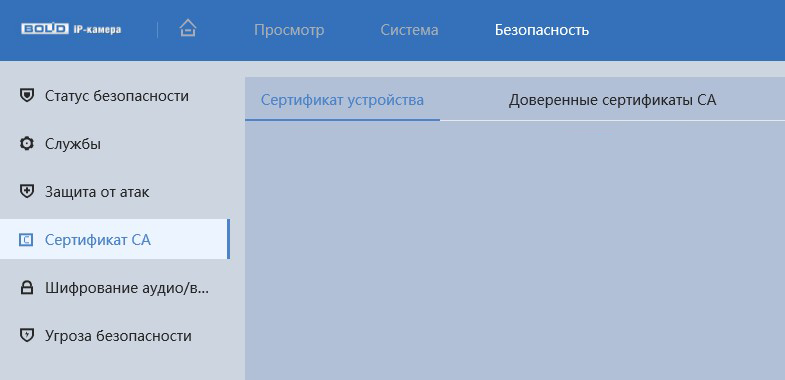 BOLID IP-камера
Просмотр
Система
Безопасность
Статус безопасности
Службы
Защита от атак
Сертификат CA
Шифрование аудио/в...
Угроза безопасности
Сертификат устройства
Доверенные сертификаты CA